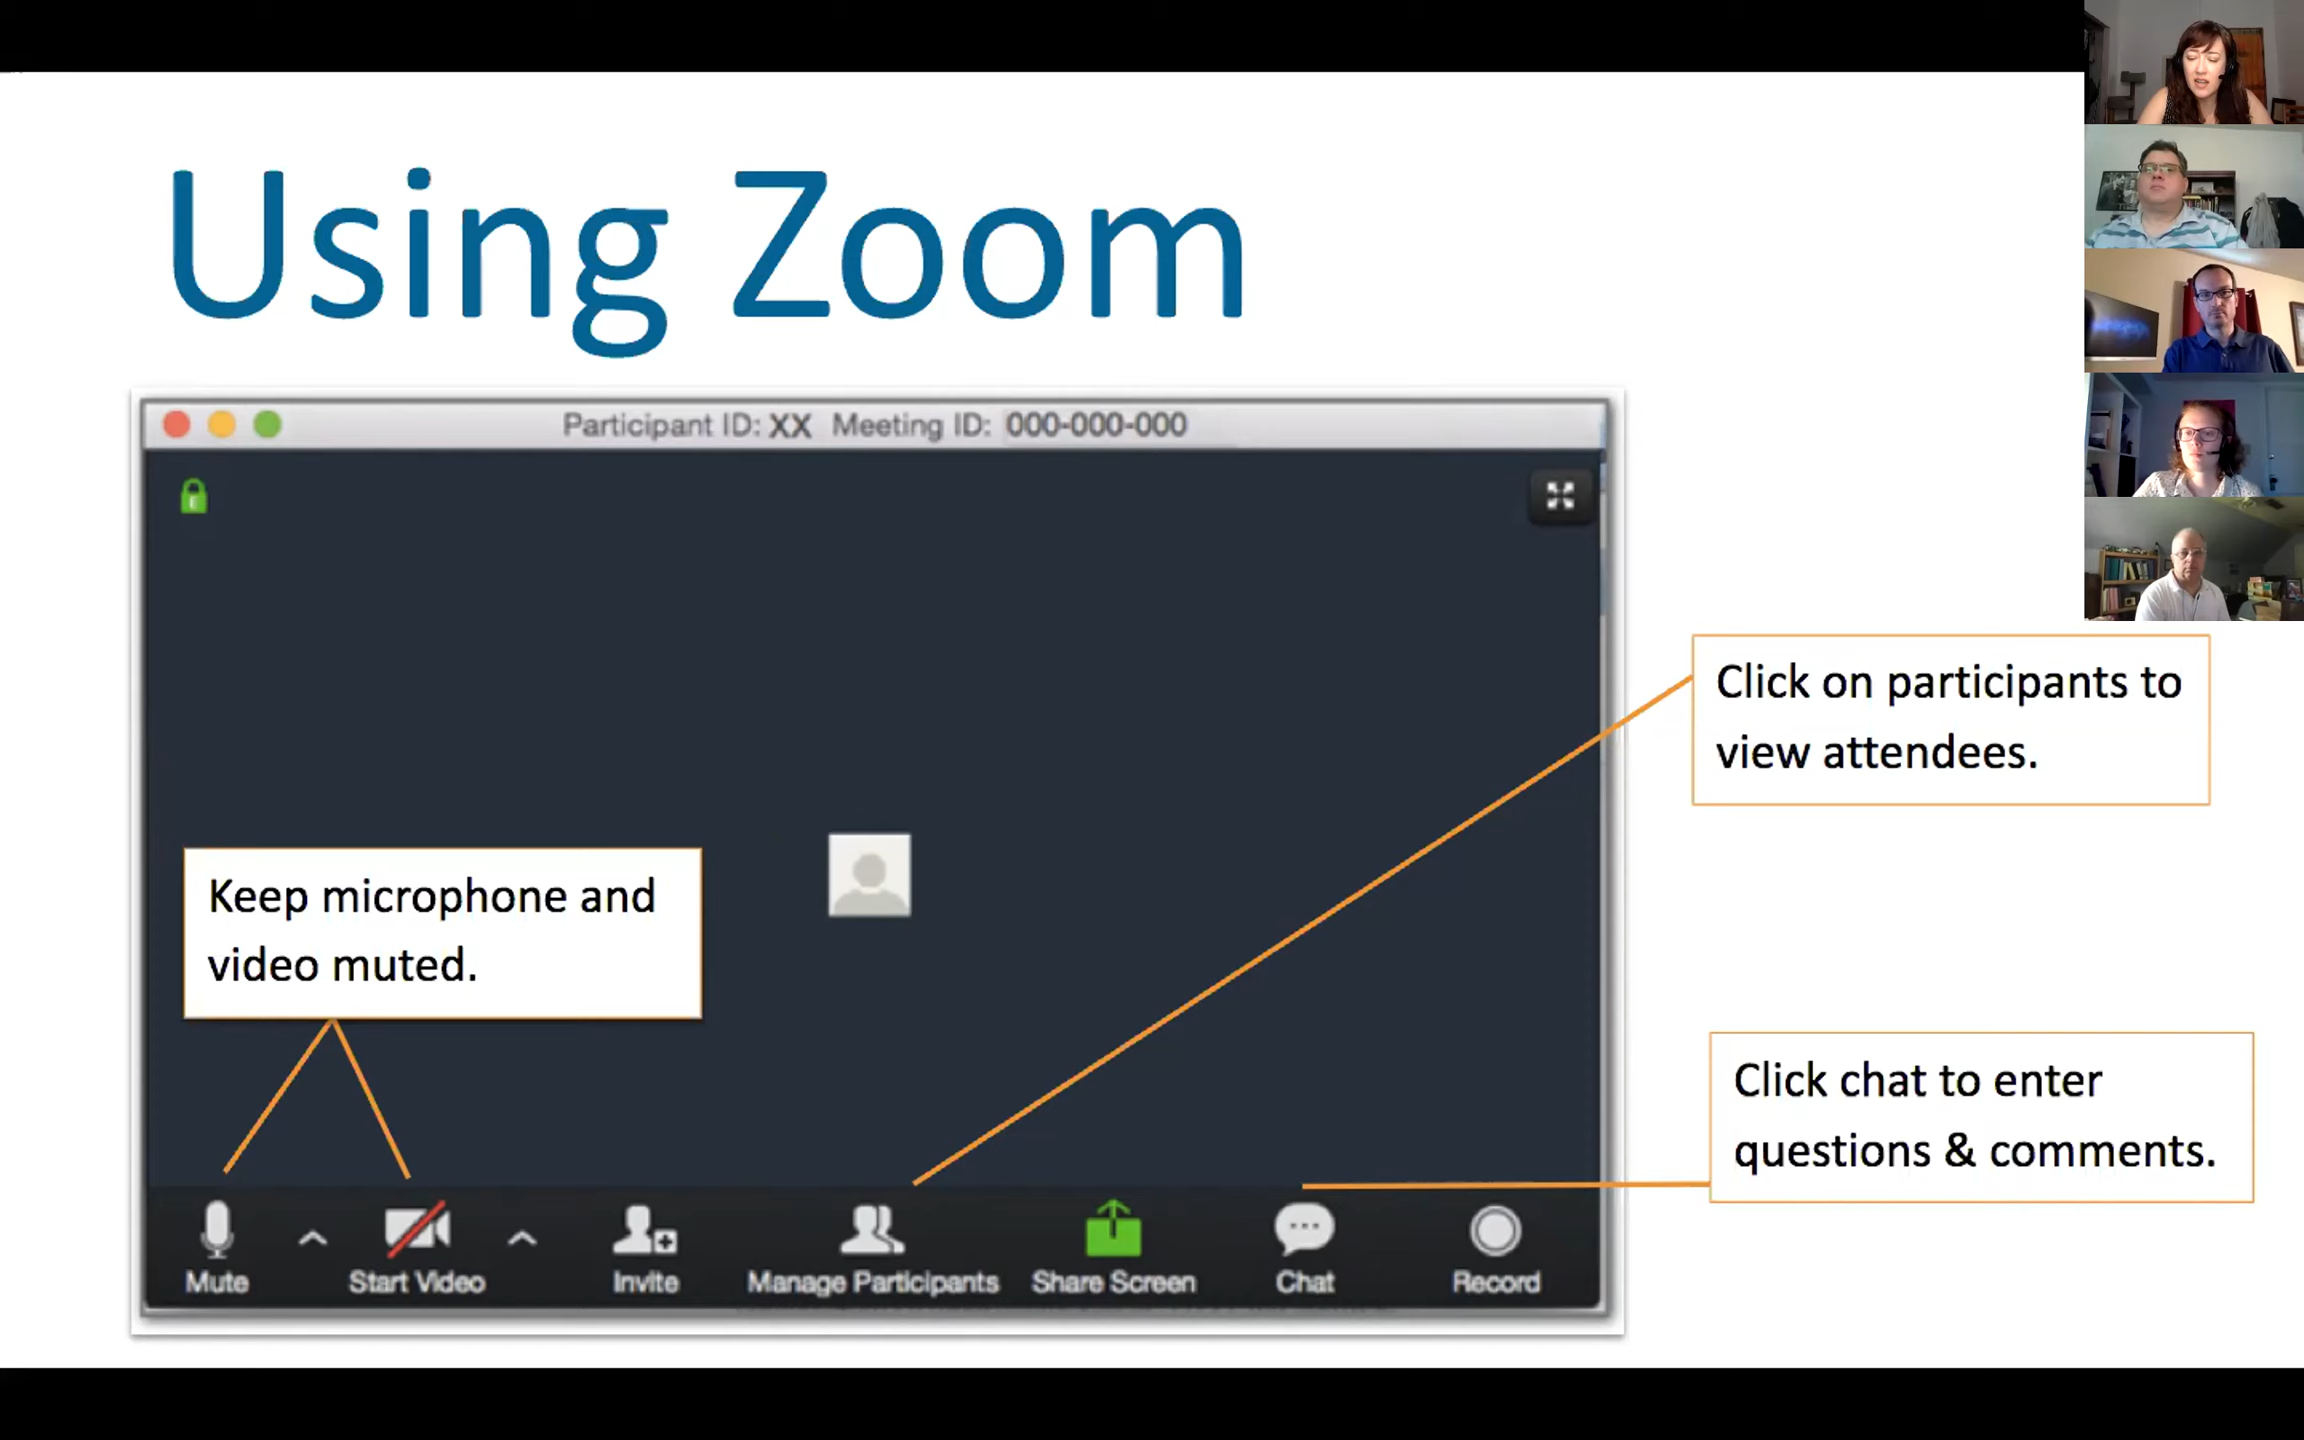 Using Zoom
Participant ID: XX Meeting ID: 000-000-000
Click on participants to
view attendees.
Keep microphone and
video muted.
Click chat to enter
questions & comments.
Mute
Start Video
Invite
Manage Participants
Share Screen
Chat
Record